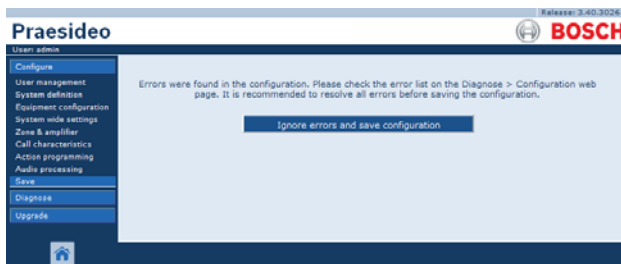 Release: 3.40.3026
Praesideo
BOSCH
User: admin
Configure
User management
System definition
Equipment configuration
System wide settings
Zone & amplifier
Call characteristics
Action programming
Audio processing
Save
Diagnose
Upgrade
Errors were found in the configuration. Please check the error list on the Diagnose > Configuration web
page. It is recommended to resolve all errors before saving the configuration.
Ignore errors and save configuration